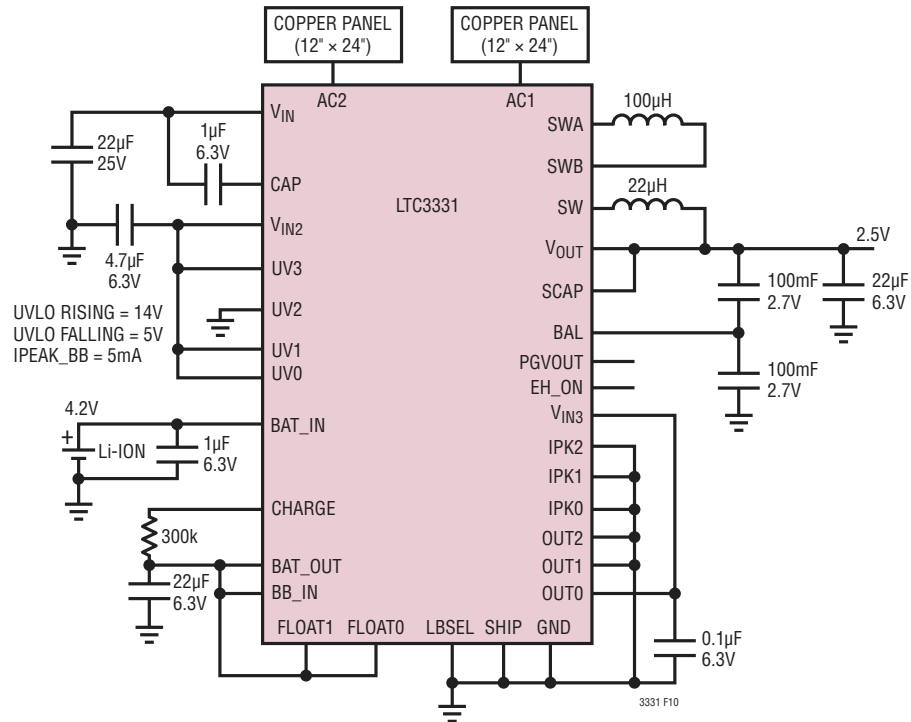 COPPER PANEL
(12" × 24")
COPPER PANEL
(12" × 24")
AC2
AC1
VIN
CAP
VIN2
UV3
UV2
UV1
UV0
BAT_IN
CHARGE
BAT_OUT
BB_IN
FLOAT1
FLOAT0
LBSEL
SHIP
GND
LTC3331
SWA
SWB
SW
VOUT
SCAP
BAL
PGVOUT
EH_ON
VIN3
IPK2
IPK1
IPK0
OUT2
OUT1
OUT0
22µF
25V
1µF
6.3V
4.7µF
6.3V
UVLO RISING = 14V
UVLO FALLING = 5V
IPEAK_BB = 5mA
4.2V
+
Li-ION
1µF
6.3V
300k
22µF
6.3V
100µH
22µH
2.5V
100mF
2.7V
22µF
6.3V
100mF
2.7V
0.1µF
6.3V
3331 F10